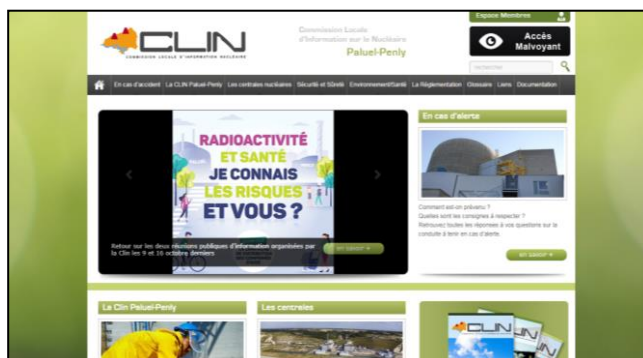 Espace Membres
CLIN
COMMISSION LOCALE D'INFORMATION NUCLÉAIRE
Commission Locale
d'Information sur le Nucléaire
Paluel-Penly
Accès
Malvoyant
En cas d'accident La CLIN Paluel-Penly Les centrales nucléaires Sécurité et Sûreté Environnement/Santé La Réglementation Glossaire Liens Documentation
RADIOACTIVITÉ
ET SANTÉ
JE CONNAIS
LES RISQUES
ET VOUS ?
Retour sur les deux réunions publiques d'information organisées par
la Clin les 9 et 16 octobre derniers
en savoir +
En cas d'alerte
Comment est-on prévenu ?
Quelles sont les consignes à respecter ?
Retrouvez toutes les réponses à vos questions sur la
conduite à tenir en cas d'alerte.
en savoir +
La Clin Paluel-Penly
Les centrales
CLIN